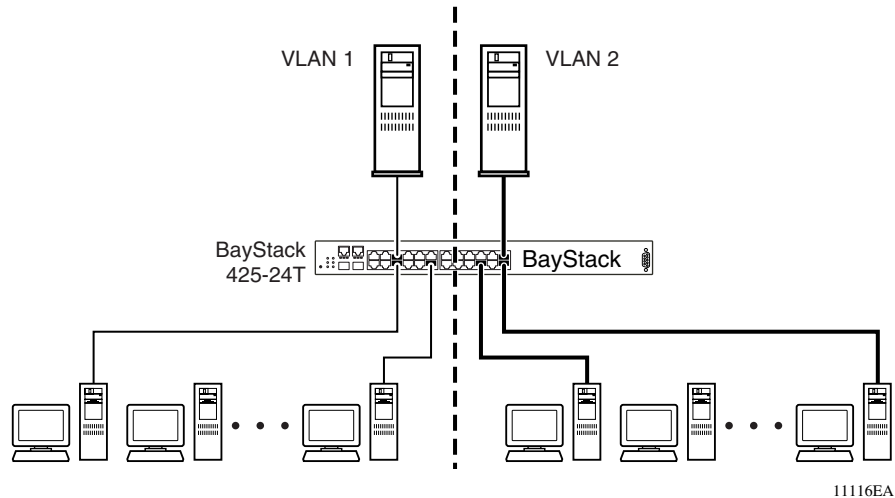 VLAN 1
VLAN 2
BayStack
425-24T
BayStack
11116EA